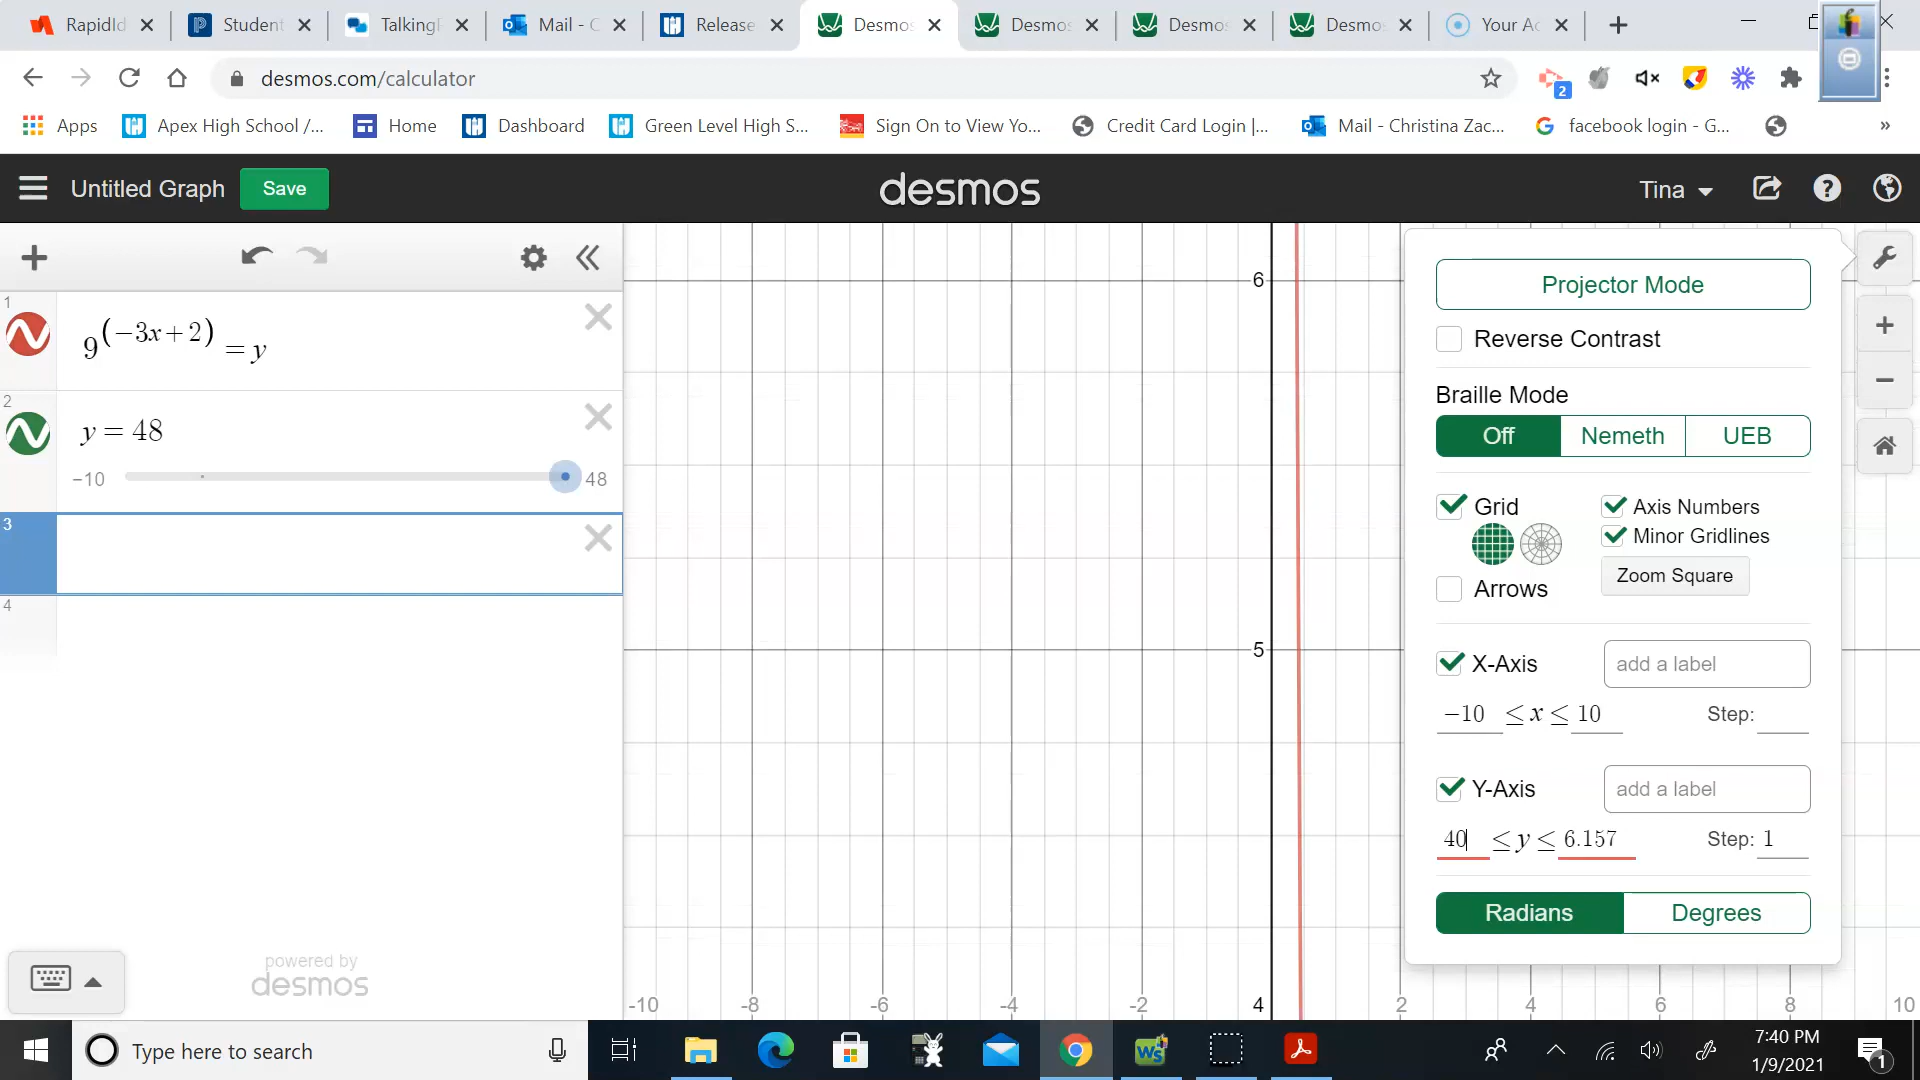 RapidId
Student
TalkingP
Mail - C
Release
Desmos
Desmos
Desmos
Desmos
Your Ac
desmos.com/calculator
2
Apps
Apex High School /...
Home
Dashboard
Green Level High S...
Sign On to View Yo...
Credit Card Login |...
Mail - Christina Zac...
facebook login - G...
»
Untitled Graph
Save
desmos
Tina
1
9^(−3x+2) = y
2
y = 48
−10
48
3
4
powered by
desmos
6
5
4
-10
-8
-6
-4
-2
2
4
6
8
10
Projector Mode
Reverse Contrast
Braille Mode
Off
Nemeth
UEB
Grid
Axis Numbers
Minor Gridlines
Zoom Square
Arrows
X-Axis
add a label
−10 ≤ x ≤ 10
Step:
Y-Axis
add a label
40 ≤ y ≤ 6.157
Step: 1
Radians
Degrees
Type here to search
WS
7:40 PM
1/9/2021
1